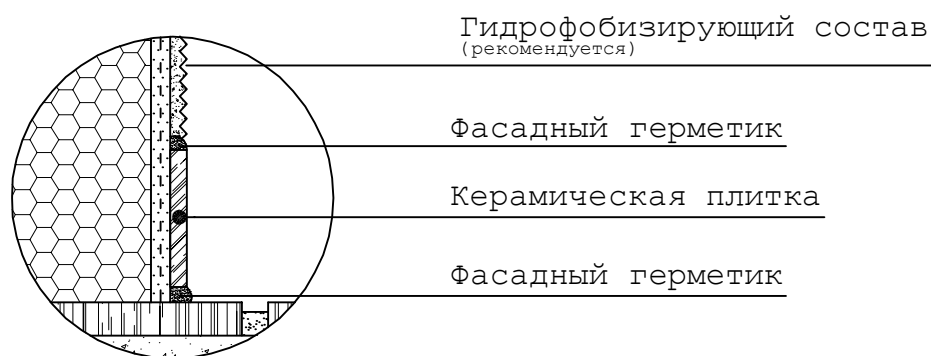 Гидрофобизирующий состав
(рекомендуется)
Фасадный герметик
Керамическая плитка
Фасадный герметик